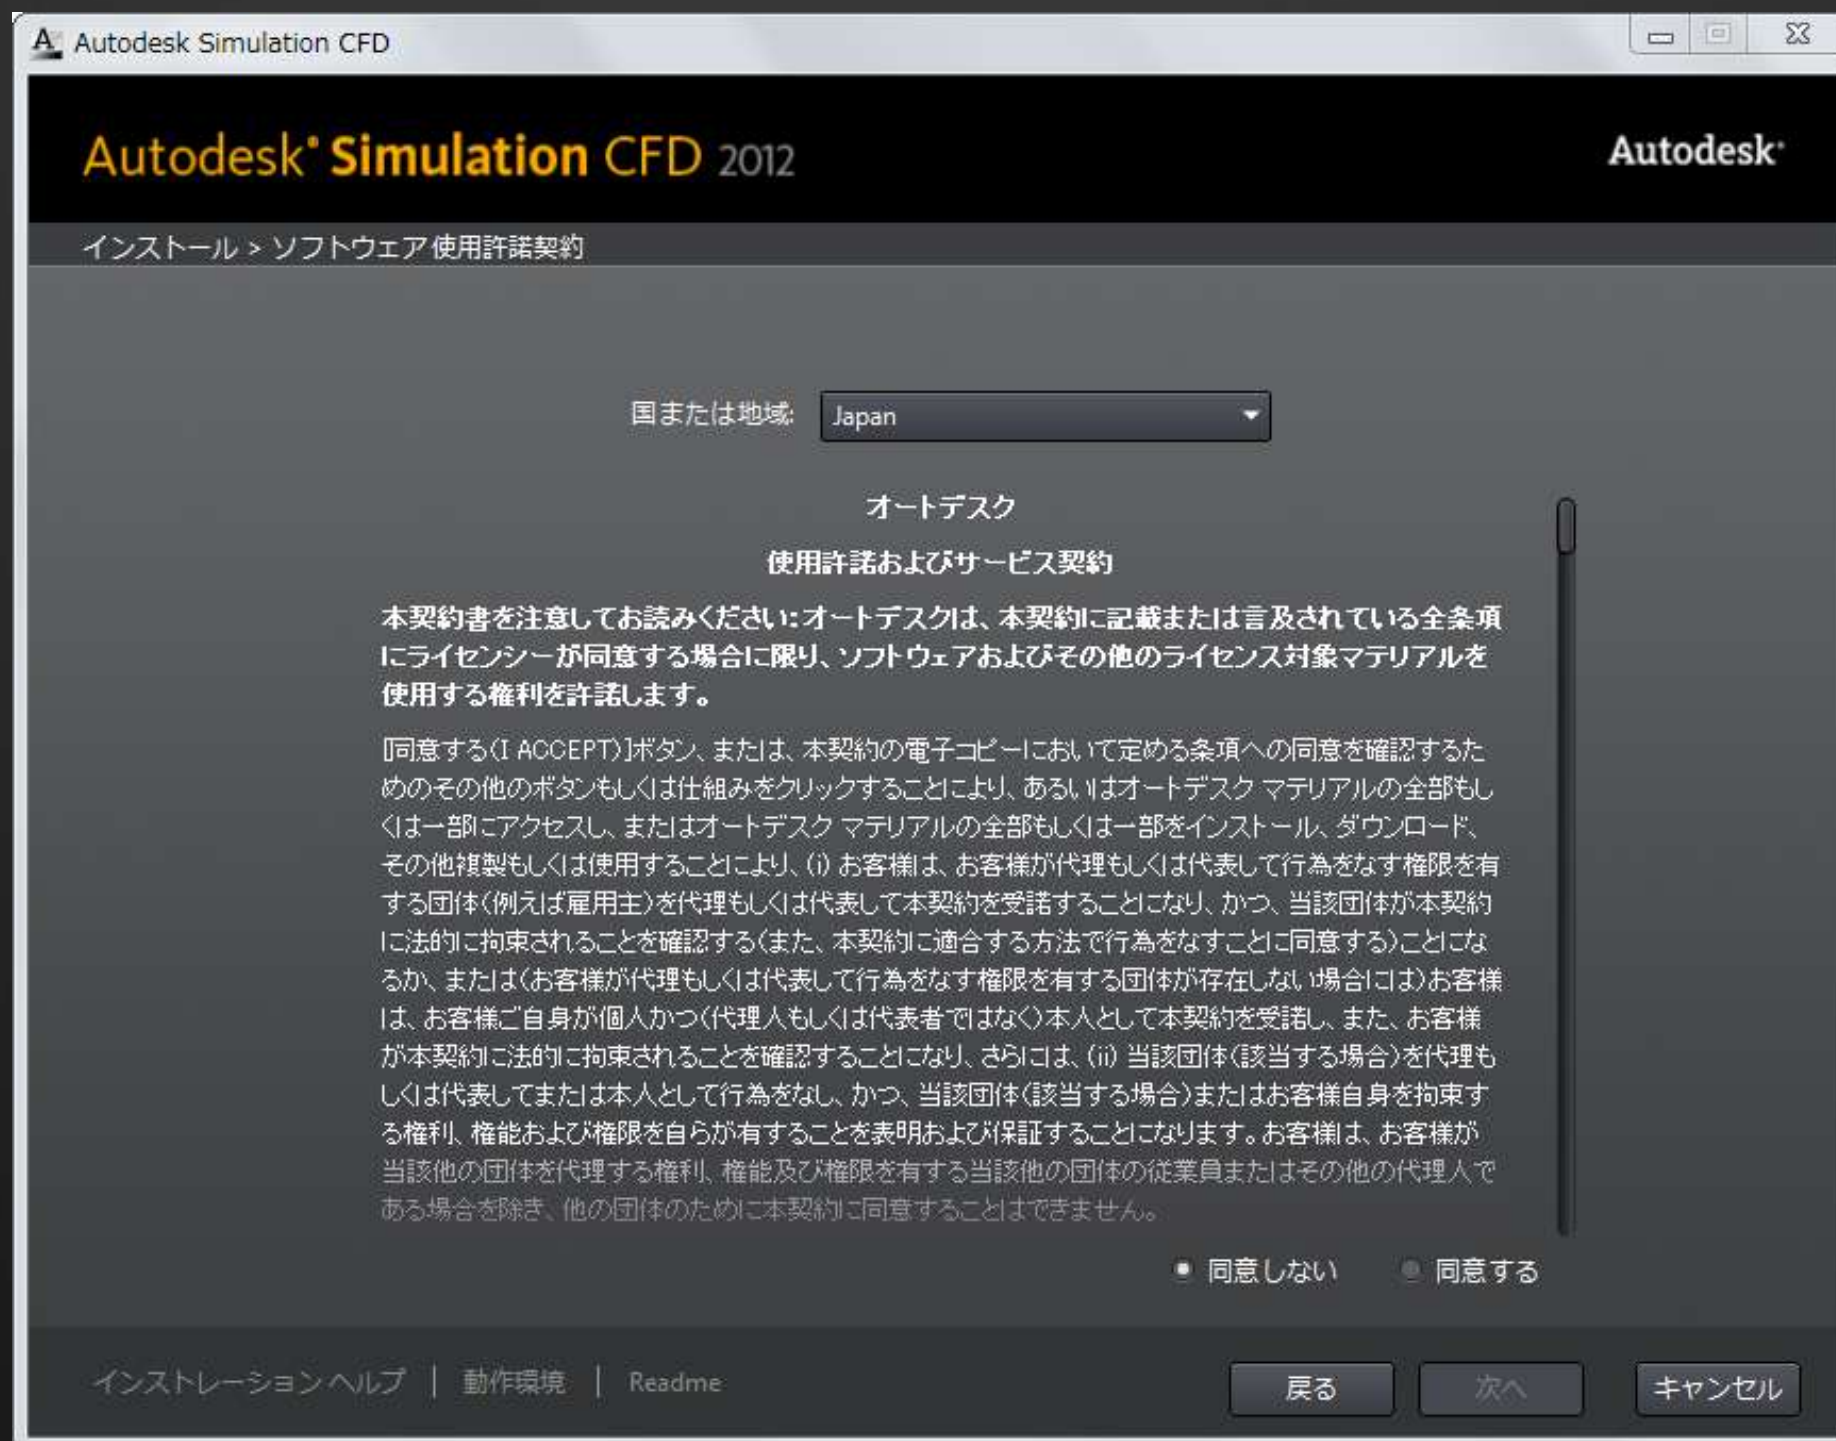 Autodesk Simulation CFD
Autodesk® Simulation CFD 2012
Autodesk®
インストール > ソフトウェア使用許諾契約
国または地域: Japan
オートデスク
使用許諾およびサービス契約
本契約書を注意してお読みください:オートデスクは、本契約に記載または言及されている全条項
にライセンシーが同意する場合に限り、ソフトウェアおよびその他のライセンス対象マテリアルを
使用する権利を許諾します。
[同意する(I ACCEPT)]ボタン、または、本契約の電子コピーにおいて定める条項への同意を確認するた
めのその他のボタンもしくは仕組みをクリックすることにより、あるいはオートデスク マテリアルの全部もし
くは一部にアクセスし、またはオートデスク マテリアルの全部もしくは一部をインストール、ダウンロード、
その他複製もしくは使用することにより、(i) お客様は、お客様が代理もしくは代表して行為をなす権限を有
する団体(例えば雇用主)を代理もしくは代表して本契約を受諾することになり、かつ、当該団体が本契約
に法的に拘束されることを確認する(また、本契約に適合する方法で行為をなすことに同意する)ことにな
るか、または(お客様が代理もしくは代表して行為をなす権限を有する団体が存在しない場合には)お客様
は、お客様ご自身が個人かつ(代理人もしくは代表者ではなく)本人として本契約を受諾し、また、お客様
が本契約に法的に拘束されることを確認することになり、さらには、(ii) 当該団体(該当する場合)を代理も
しくは代表してまたは本人として行為をなし、かつ、当該団体(該当する場合)またはお客様自身を拘束す
る権利、権能および権限を自らが有することを表明および保証することになります。お客様は、お客様が
当該他の団体を代理する権利、権能及び権限を有する当該他の団体の従業員またはその他の代理人で
ある場合を除き、他の団体のために本契約に同意することはできません。
同意しない 同意する
インストレーション ヘルプ | 動作環境 | Readme
戻る 次へ キャンセル